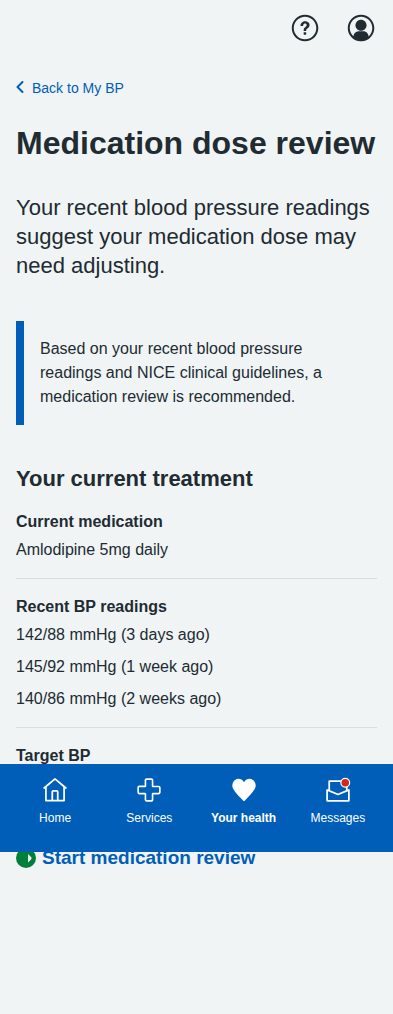 Back to My BP
Medication dose review
Your recent blood pressure readings
suggest your medication dose may
need adjusting.
Based on your recent blood pressure
readings and NICE clinical guidelines, a
medication review is recommended.
Your current treatment
Current medication
Amlodipine 5mg daily
Recent BP readings
142/88 mmHg (3 days ago)
145/92 mmHg (1 week ago)
140/86 mmHg (2 weeks ago)
Target BP
Home
Services
Your health
Messages
Start medication review